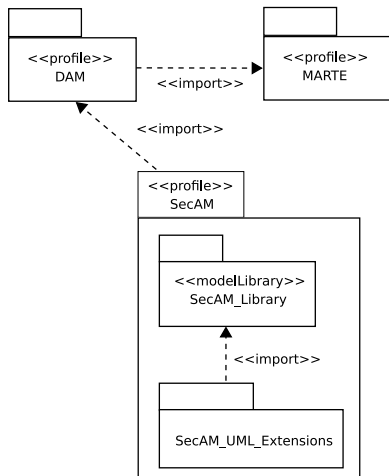 <<profile>>
DAM
<<import>>
<<profile>>
MARTE
<<import>>
<<profile>>
SecAM
<<modelLibrary>>
SecAM_Library
<<import>>
SecAM_UML_Extensions